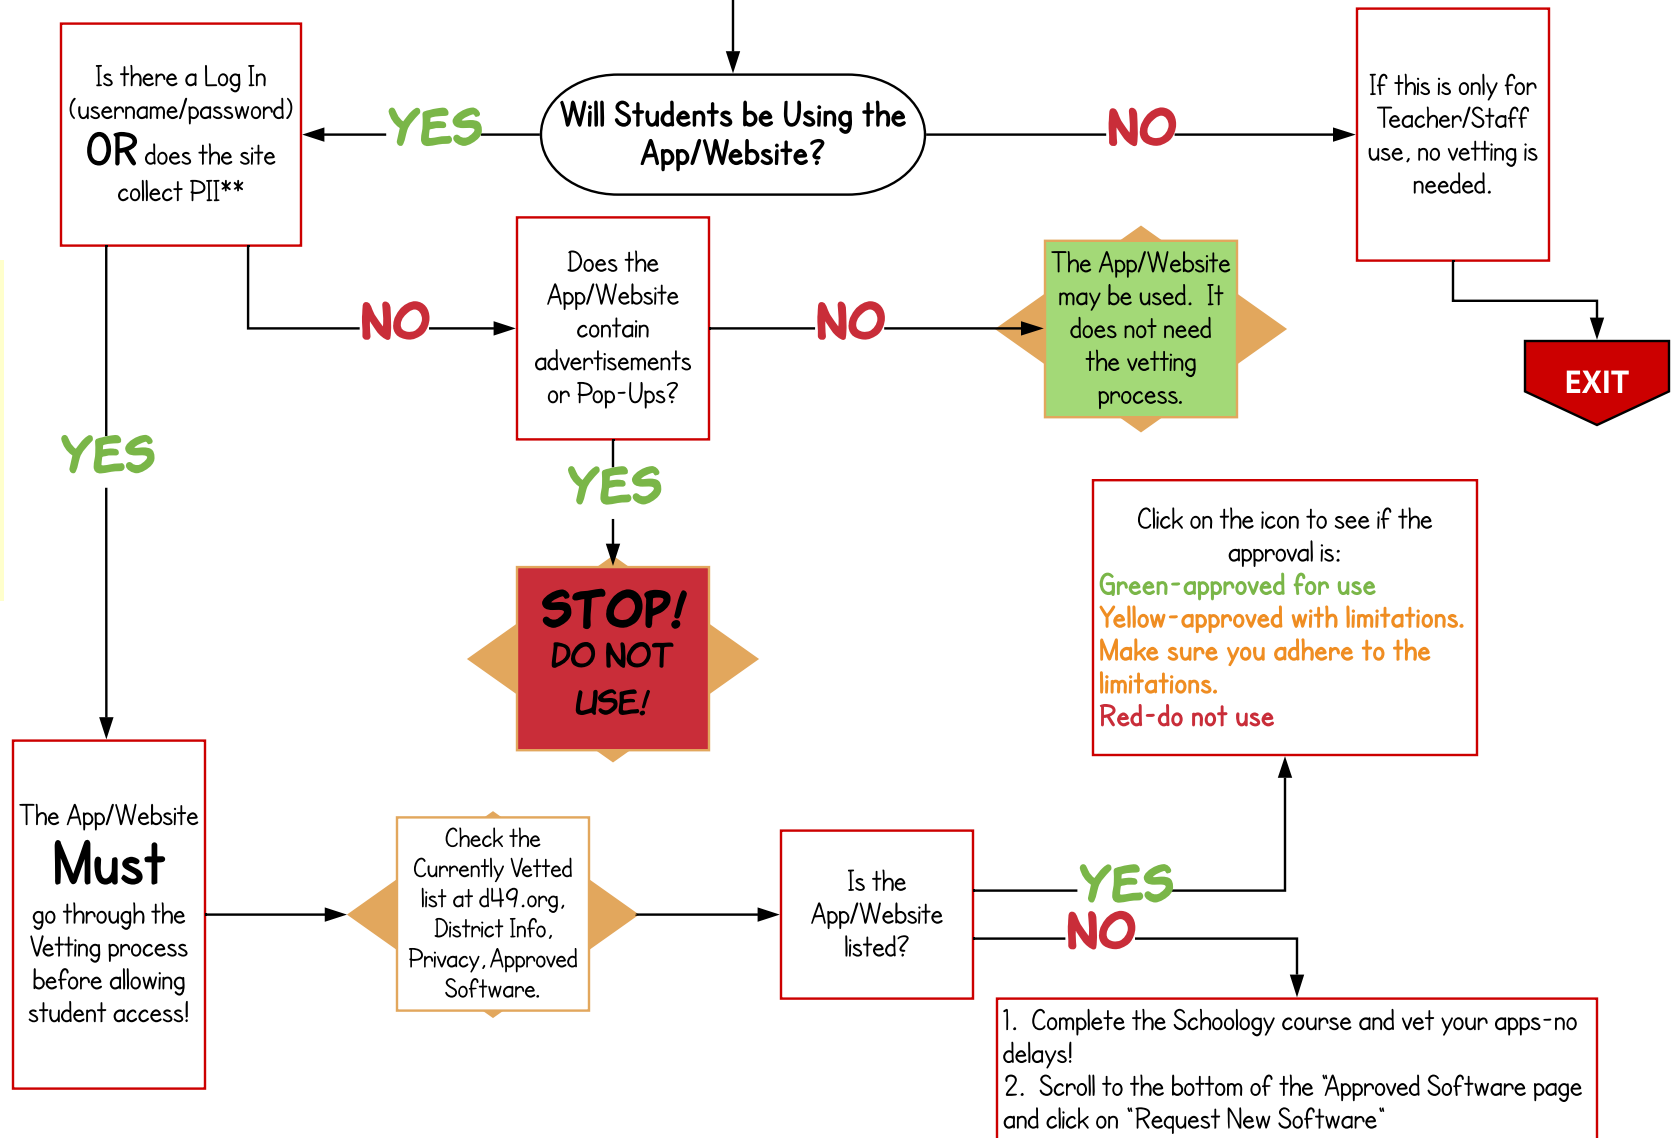 Is there a Log In
(username/password)
OR does the site
collect PII**
YES
Will Students be Using the
App/Website?
NO
If this is only for
Teacher/Staff
use, no vetting is
needed.
EXIT
NO
Does the
App/Website
contain
advertisements
or Pop-Ups?
NO
The App/Website
may be used.  It
does not need
the vetting
process.
YES
YES
STOP!
DO NOT
USE!
Click on the icon to see if the
approval is:
Green-approved for use
Yellow-approved with limitations.
Make sure you adhere to the
limitations.
Red-do not use
The App/Website
Must
go through the
Vetting process
before allowing
student access!
Check the
Currently Vetted
list at d49.org,
District Info,
Privacy, Approved
Software.
Is the
App/Website
listed?
YES
NO
1.  Complete the Schoology course and vet your apps-no
delays!
2.  Scroll to the bottom of the "Approved Software page
and click on "Request New Software"